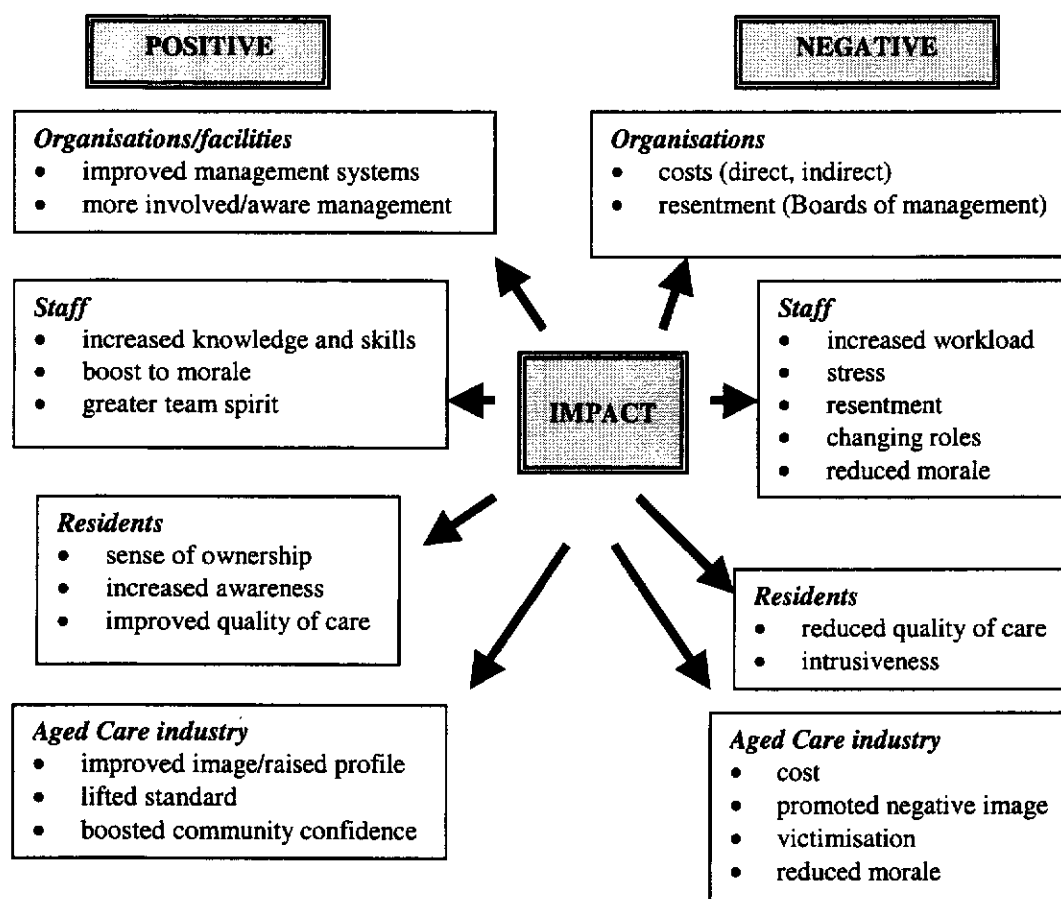 POSITIVE
NEGATIVE
Organisations/facilities
• improved management systems
• more involved/aware management
Organisations
• costs (direct, indirect)
• resentment (Boards of management)
Staff
• increased knowledge and skills
• boost to morale
• greater team spirit
IMPACT
Staff
• increased workload
• stress
• resentment
• changing roles
• reduced morale
Residents
• sense of ownership
• increased awareness
• improved quality of care
Residents
• reduced quality of care
• intrusiveness
Aged Care industry
• improved image/raised profile
• lifted standard
• boosted community confidence
Aged Care industry
• cost
• promoted negative image
• victimisation
• reduced morale